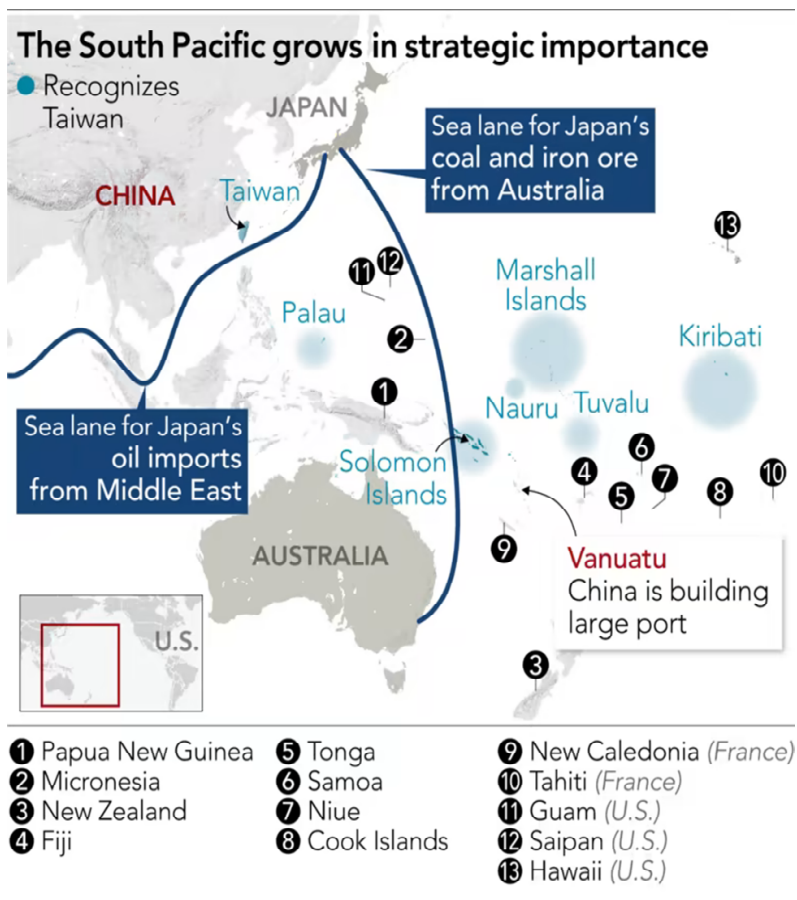 The South Pacific grows in strategic importance
Recognizes
Taiwan
JAPAN
Sea lane for Japan's
coal and iron ore
from Australia
CHINA
Taiwan
13
11
12
Marshall
Islands
Palau
Kiribati
2
1
Nauru
Tuvalu
Sea lane for Japan's
oil imports
from Middle East
Solomon
Islands
6
4
5
7
8
10
9
AUSTRALIA
Vanuatu
China is building
large port
U.S.
3
1 Papua New Guinea
2 Micronesia
3 New Zealand
4 Fiji
5 Tonga
6 Samoa
7 Niue
8 Cook Islands
9 New Caledonia (France)
10 Tahiti (France)
11 Guam (U.S.)
12 Saipan (U.S.)
13 Hawaii (U.S.)